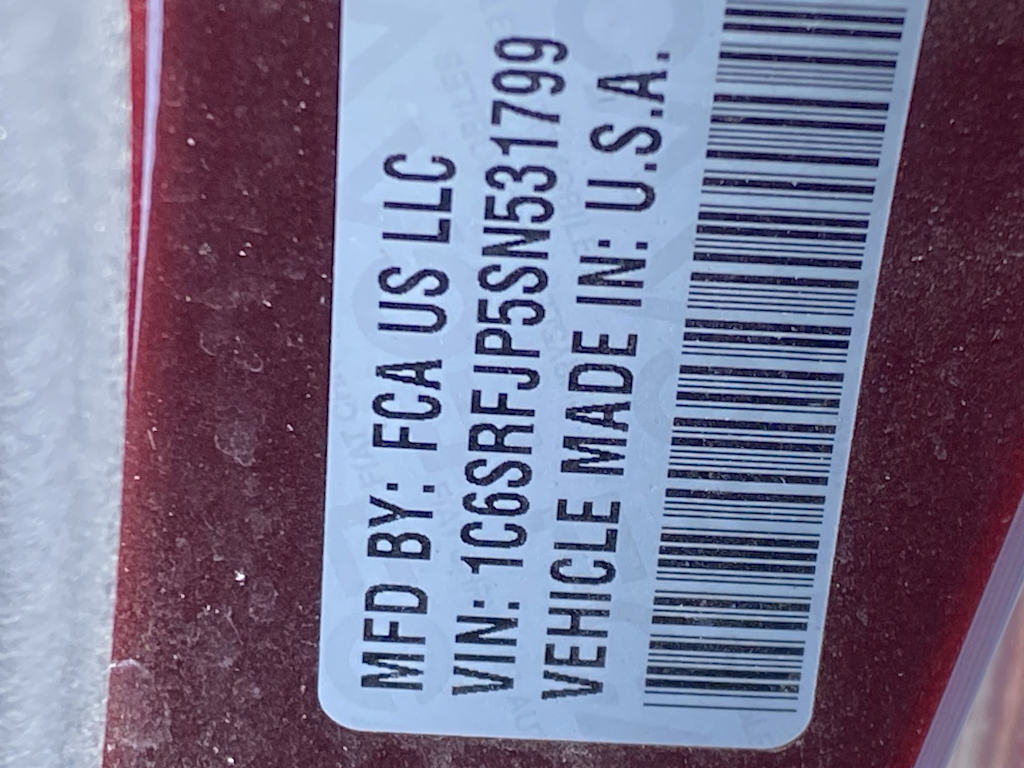 MFD BY: FCA US LLC
VIN: 1C6SRFJP5SN531799
VEHICLE MADE IN: U.S.A.